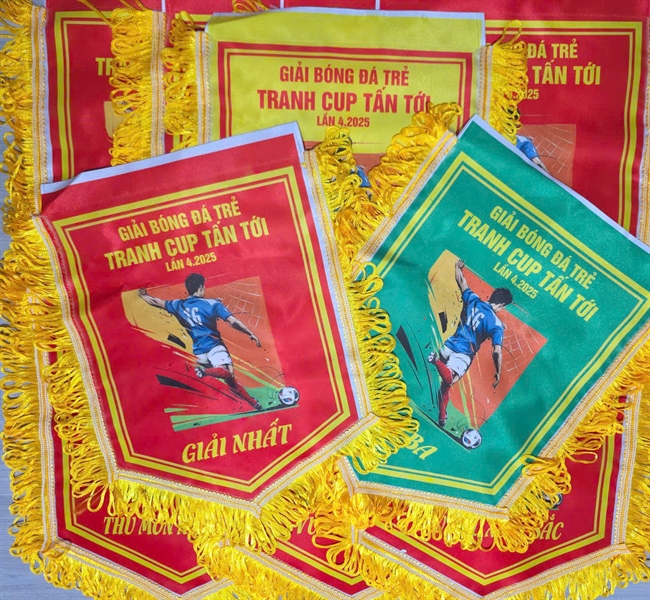 GIẢI BÓNG ĐÁ TRẺ
TRANH CUP TẤN TỚI
LẦN 4.2025
ĐÁ TRẺ
TẤN TỚI
.2025
GIẢI BÓNG ĐÁ TRẺ
TRANH CUP TẤN TỚI
LẦN 4.2025
16
GIẢI NHẤT
GIẢI BÓNG ĐÁ TRẺ
TRANH CUP TẤN TỚI
LẦN 4.2025
16
BA
THỦ MÔN
SẮC